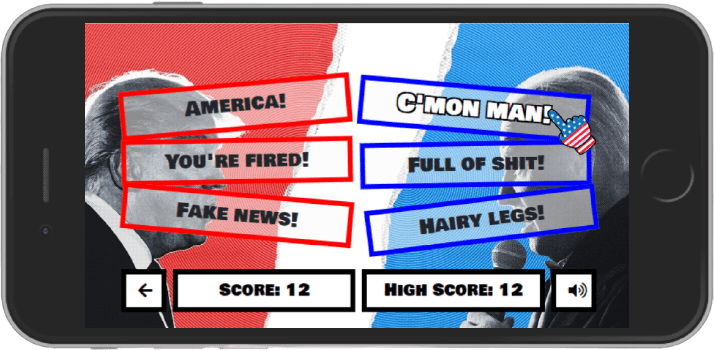 America!
C'mon man!
You're fired!
Full of shit!
Fake news!
Hairy legs!
Score: 12
High Score: 12